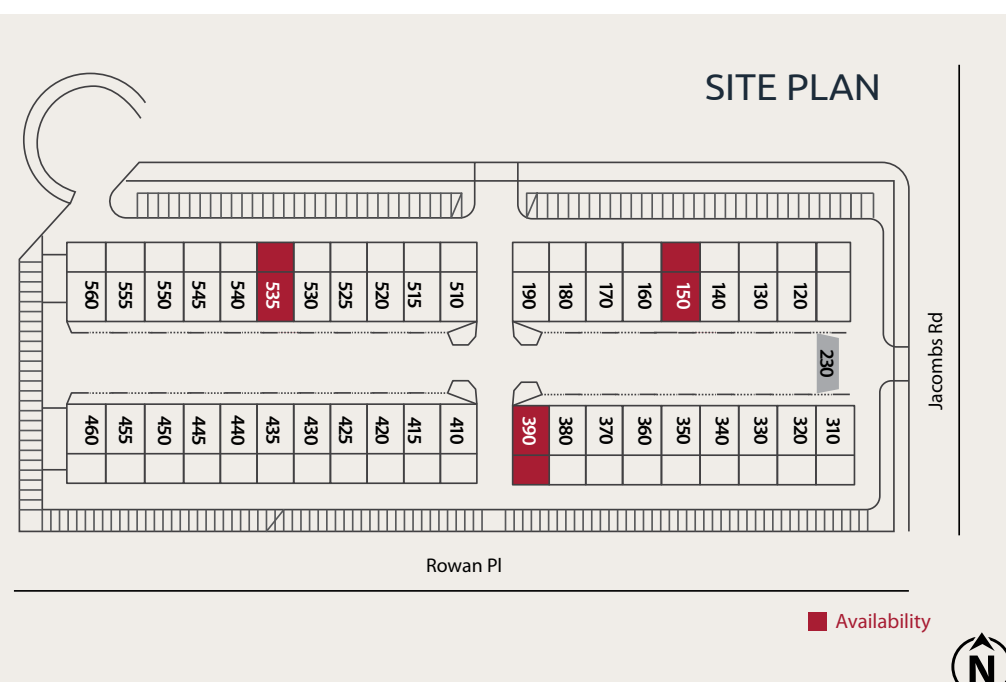 SITE PLAN
560 555 550 545 540 535 530 525 520 515 510 190 180 170 160 150 140 130 120
230
Jacombs Rd
460 455 450 445 440 435 430 425 420 415 410 390 380 370 360 350 340 330 320 310
Rowan Pl
Availability
N